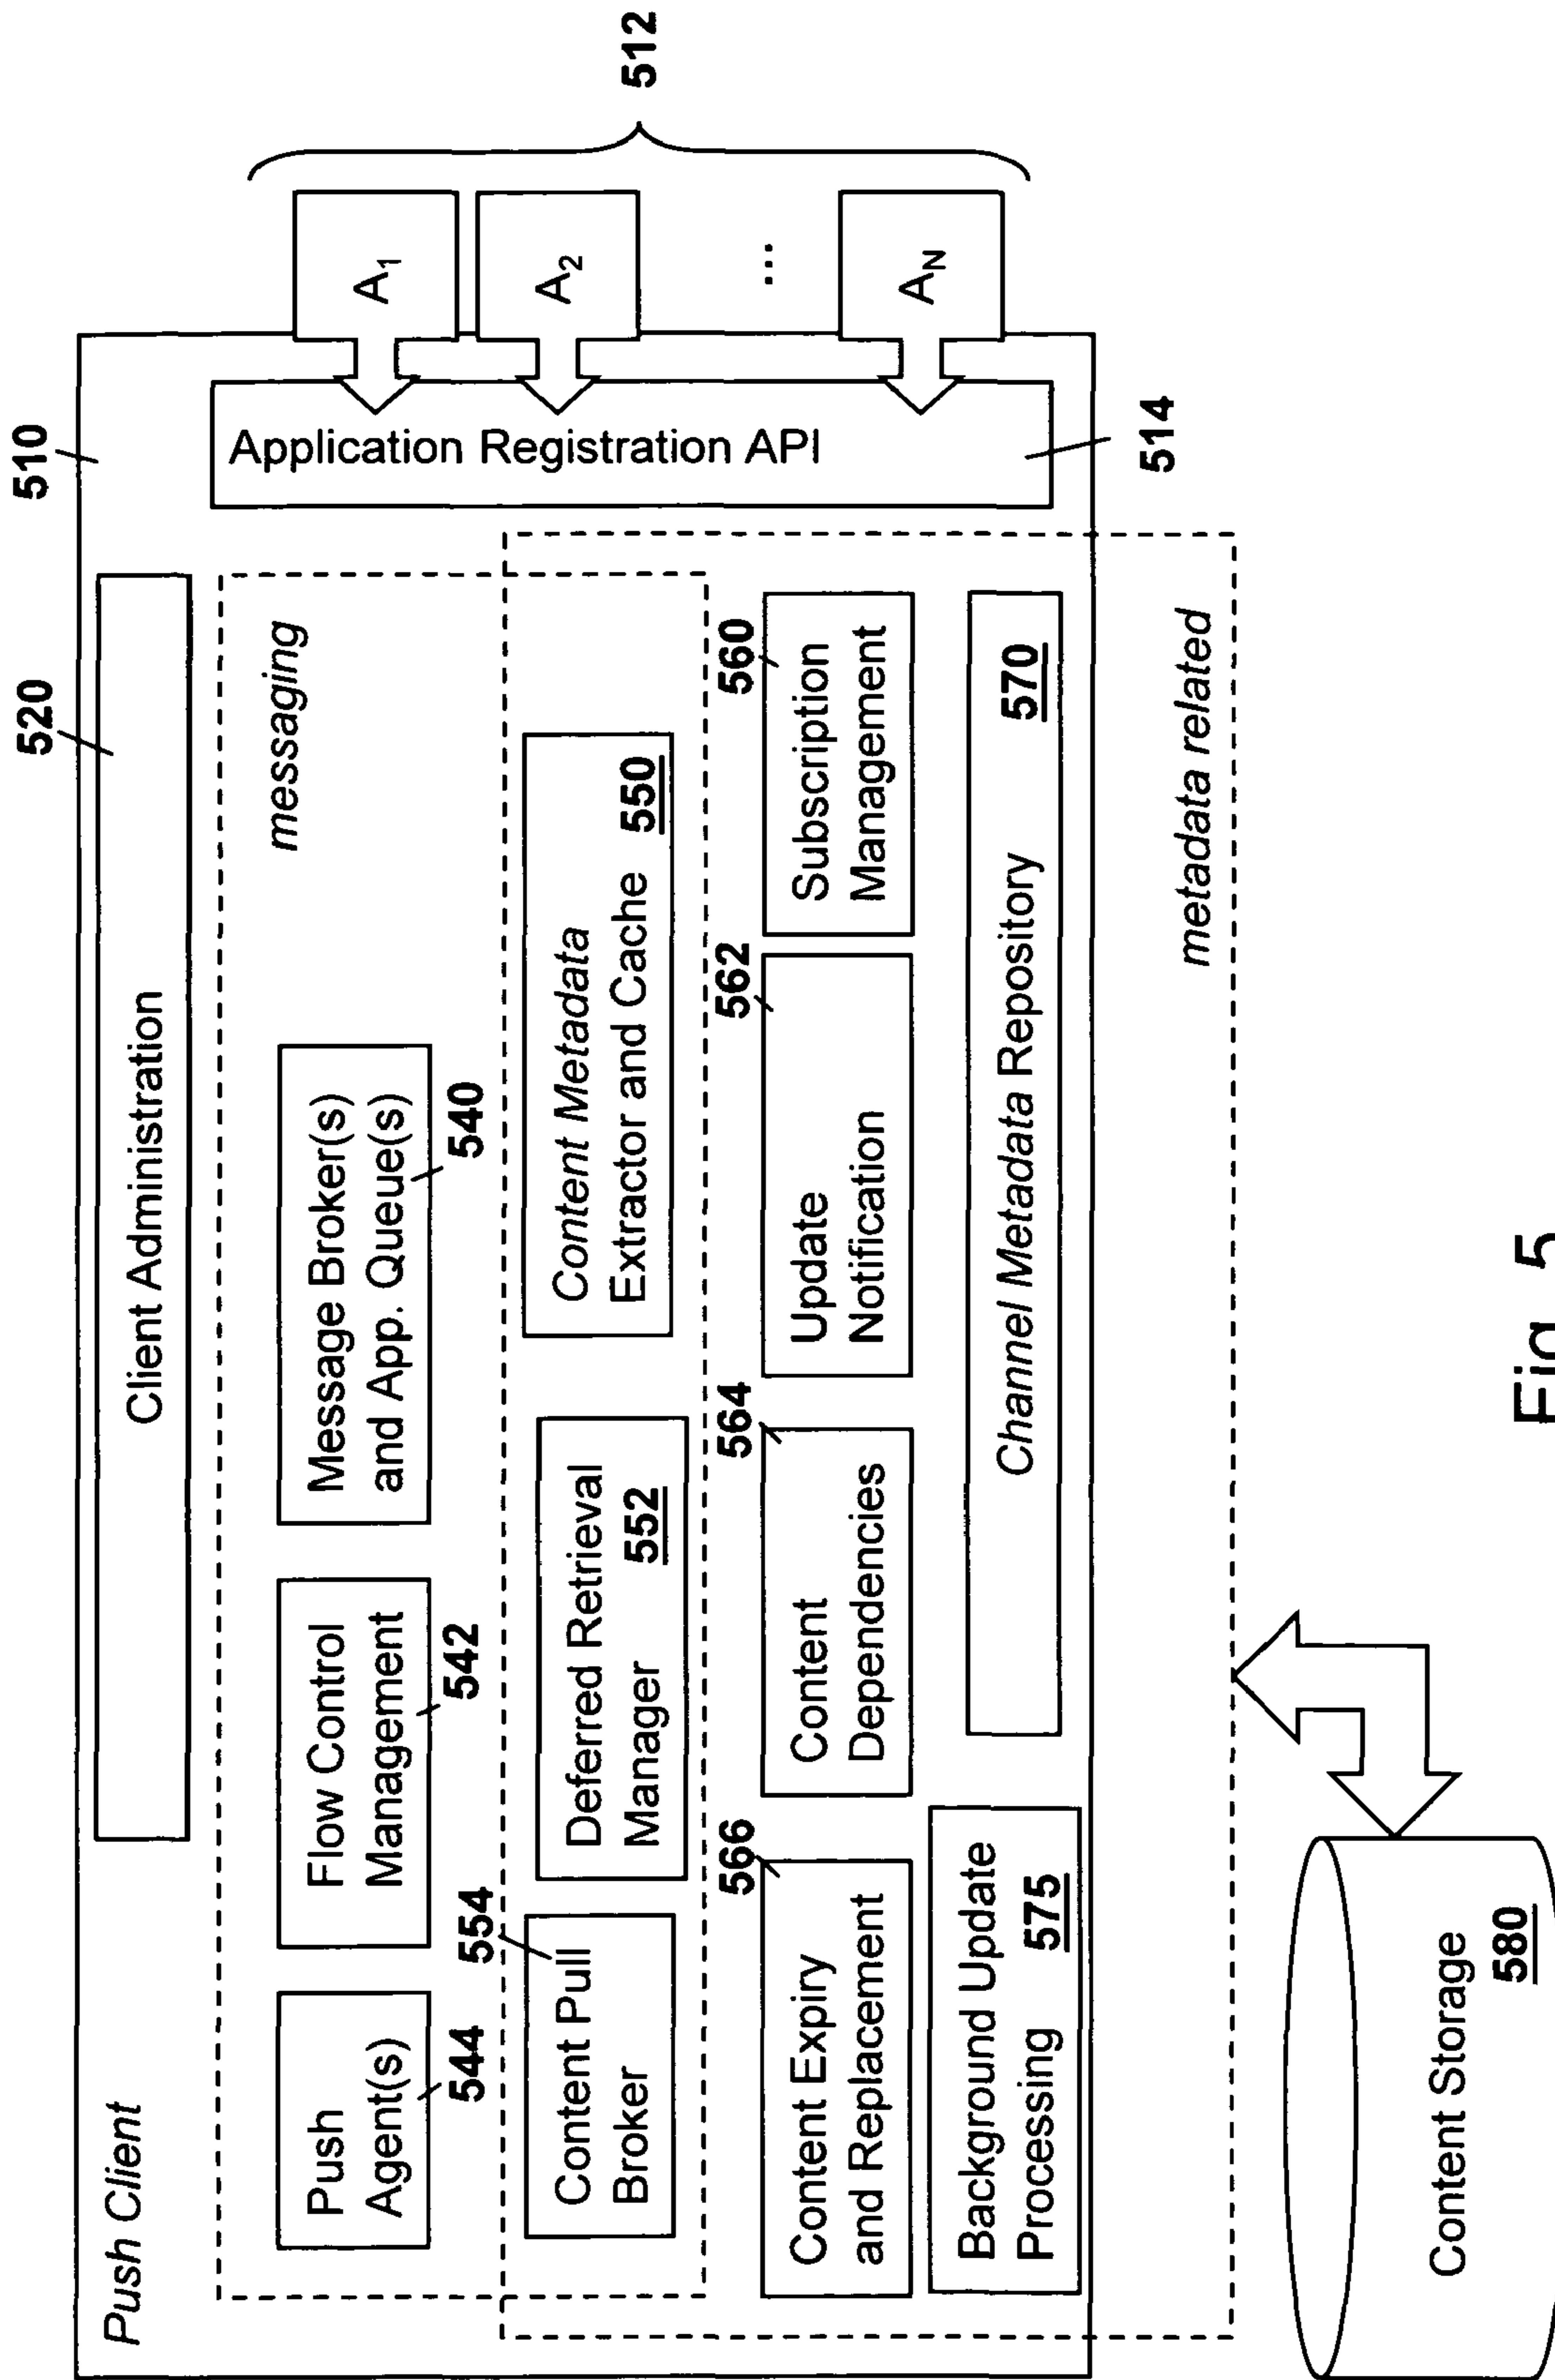 Push Client
510
520
Client Administration
messaging
Push
Agent(s)
544
Flow Control
Management
542
Message Broker(s)
and App. Queue(s)
540
554
Content Pull
Broker
Deferred Retrieval
Manager
552
Content Metadata
Extractor and Cache
550
566
Content Expiry
and Replacement
564
Content
Dependencies
562
Update
Notification
560
Subscription
Management
Background Update
Processing
575
Channel Metadata Repository
570
metadata related
Application Registration API
514
A1
A2
...
AN
512
Content Storage
580
Fig. 5